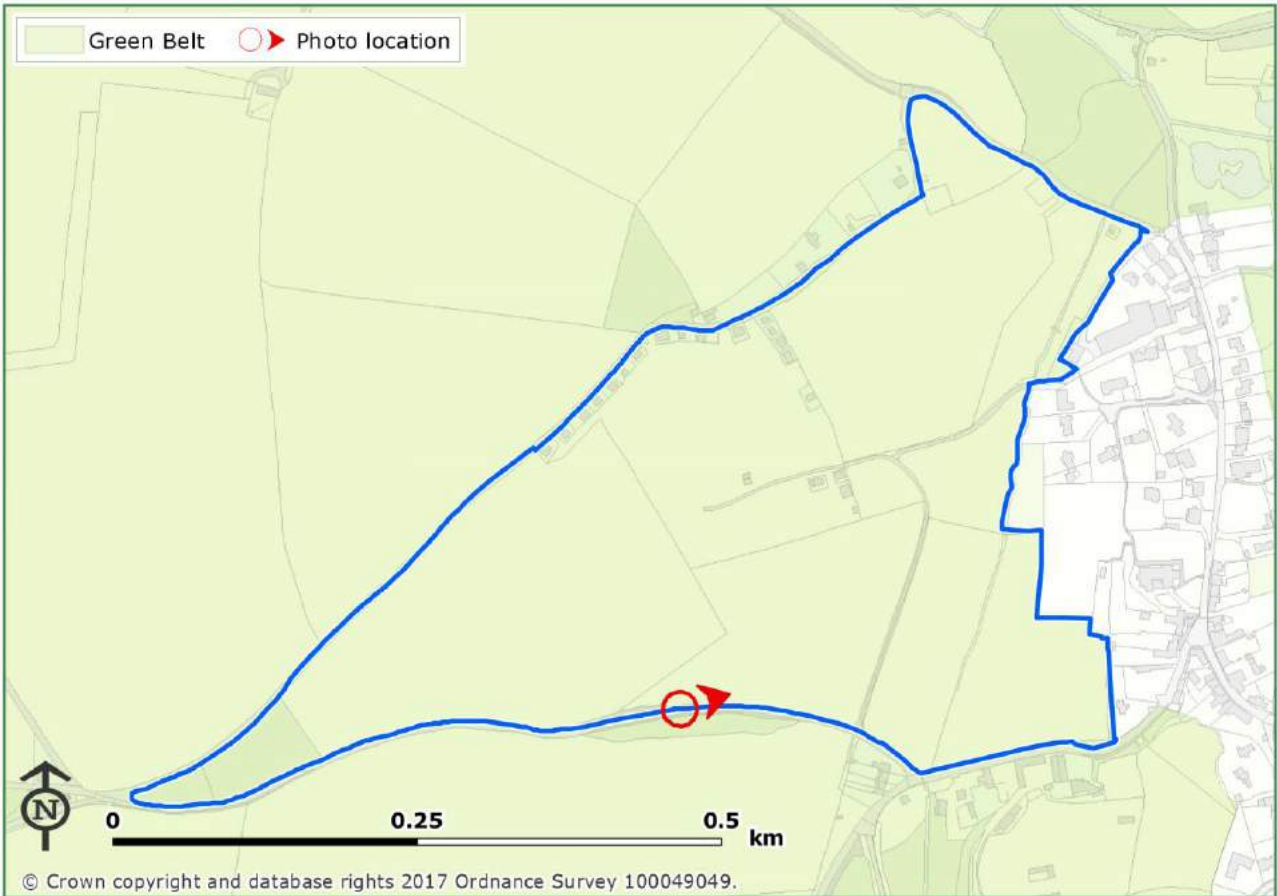 Green Belt Photo location
N
0 0.25 0.5 km
© Crown copyright and database rights 2017 Ordnance Survey 100049049.